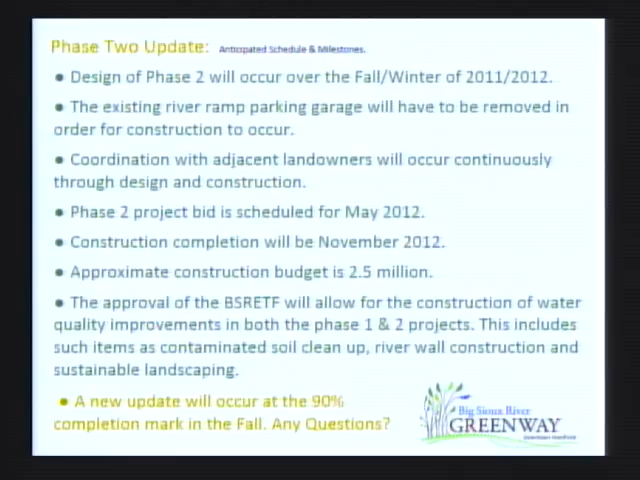 Phase Two Update: Anticipated Schedule & Milestones.
● Design of Phase 2 will occur over the Fall/Winter of 2011/2012.
● The existing river ramp parking garage will have to be removed in
order for construction to occur.
● Coordination with adjacent landowners will occur continuously
through design and construction.
● Phase 2 project bid is scheduled for May 2012.
● Construction completion will be November 2012.
● Approximate construction budget is 2.5 million.
● The approval of the BSRETF will allow for the construction of water
quality improvements in both the phase 1 & 2 projects. This includes
such items as contaminated soil clean up, river wall construction and
sustainable landscaping.
● A new update will occur at the 90%
completion mark in the Fall. Any Questions?
Big Sioux River
GREENWAY